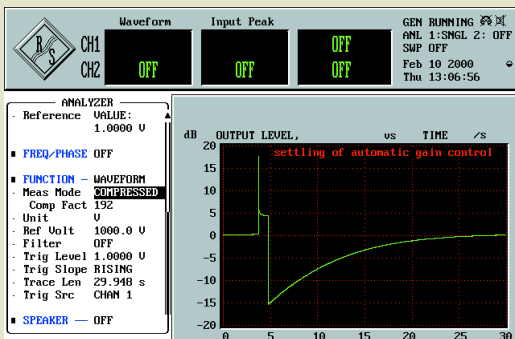 Waveform Input Peak
R S
CH1 OFF
CH2 OFF OFF OFF
GEN RUNNING
ANL 1:SNGL 2: OFF
SWP OFF
Feb 10 2000
Thu 13:06:56
ANALYZER
Reference VALUE:
1.0000 V
FREQ/PHASE OFF
FUNCTION — WAVEFORM
Meas Mode COMPRESSED
Comp Fact 192
Unit V
Ref Volt 1000.0 V
Filter OFF
Trig Level 1.0000 V
Trig Slope RISING
Trace Len 29.948 s
Trig Src CHAN 1
SPEAKER — OFF
dB OUTPUT LEVEL, vs TIME /s
settling of automatic gain control
20
15
10
5
0
-5
-10
-15
-20
0 5 10 15 20 25 30